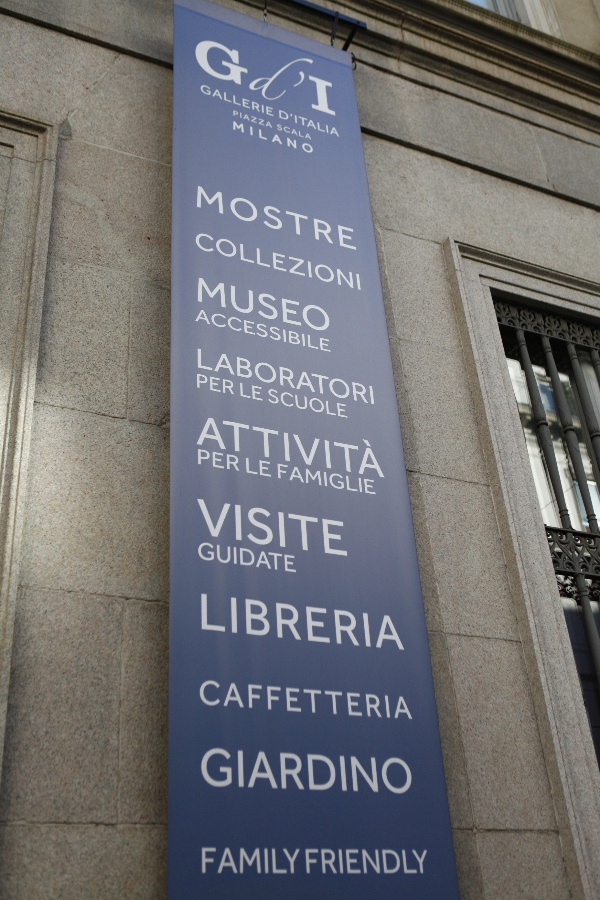 Gd'I
GALLERIE D'ITALIA
PIAZZA SCALA
MILANO
MOSTRE
COLLEZIONI
MUSEO
ACCESSIBILE
LABORATORI
PER LE SCUOLE
ATTIVITÀ
PER LE FAMIGLIE
VISITE
GUIDATE
LIBRERIA
CAFFETTERIA
GIARDINO
FAMILY FRIENDLY